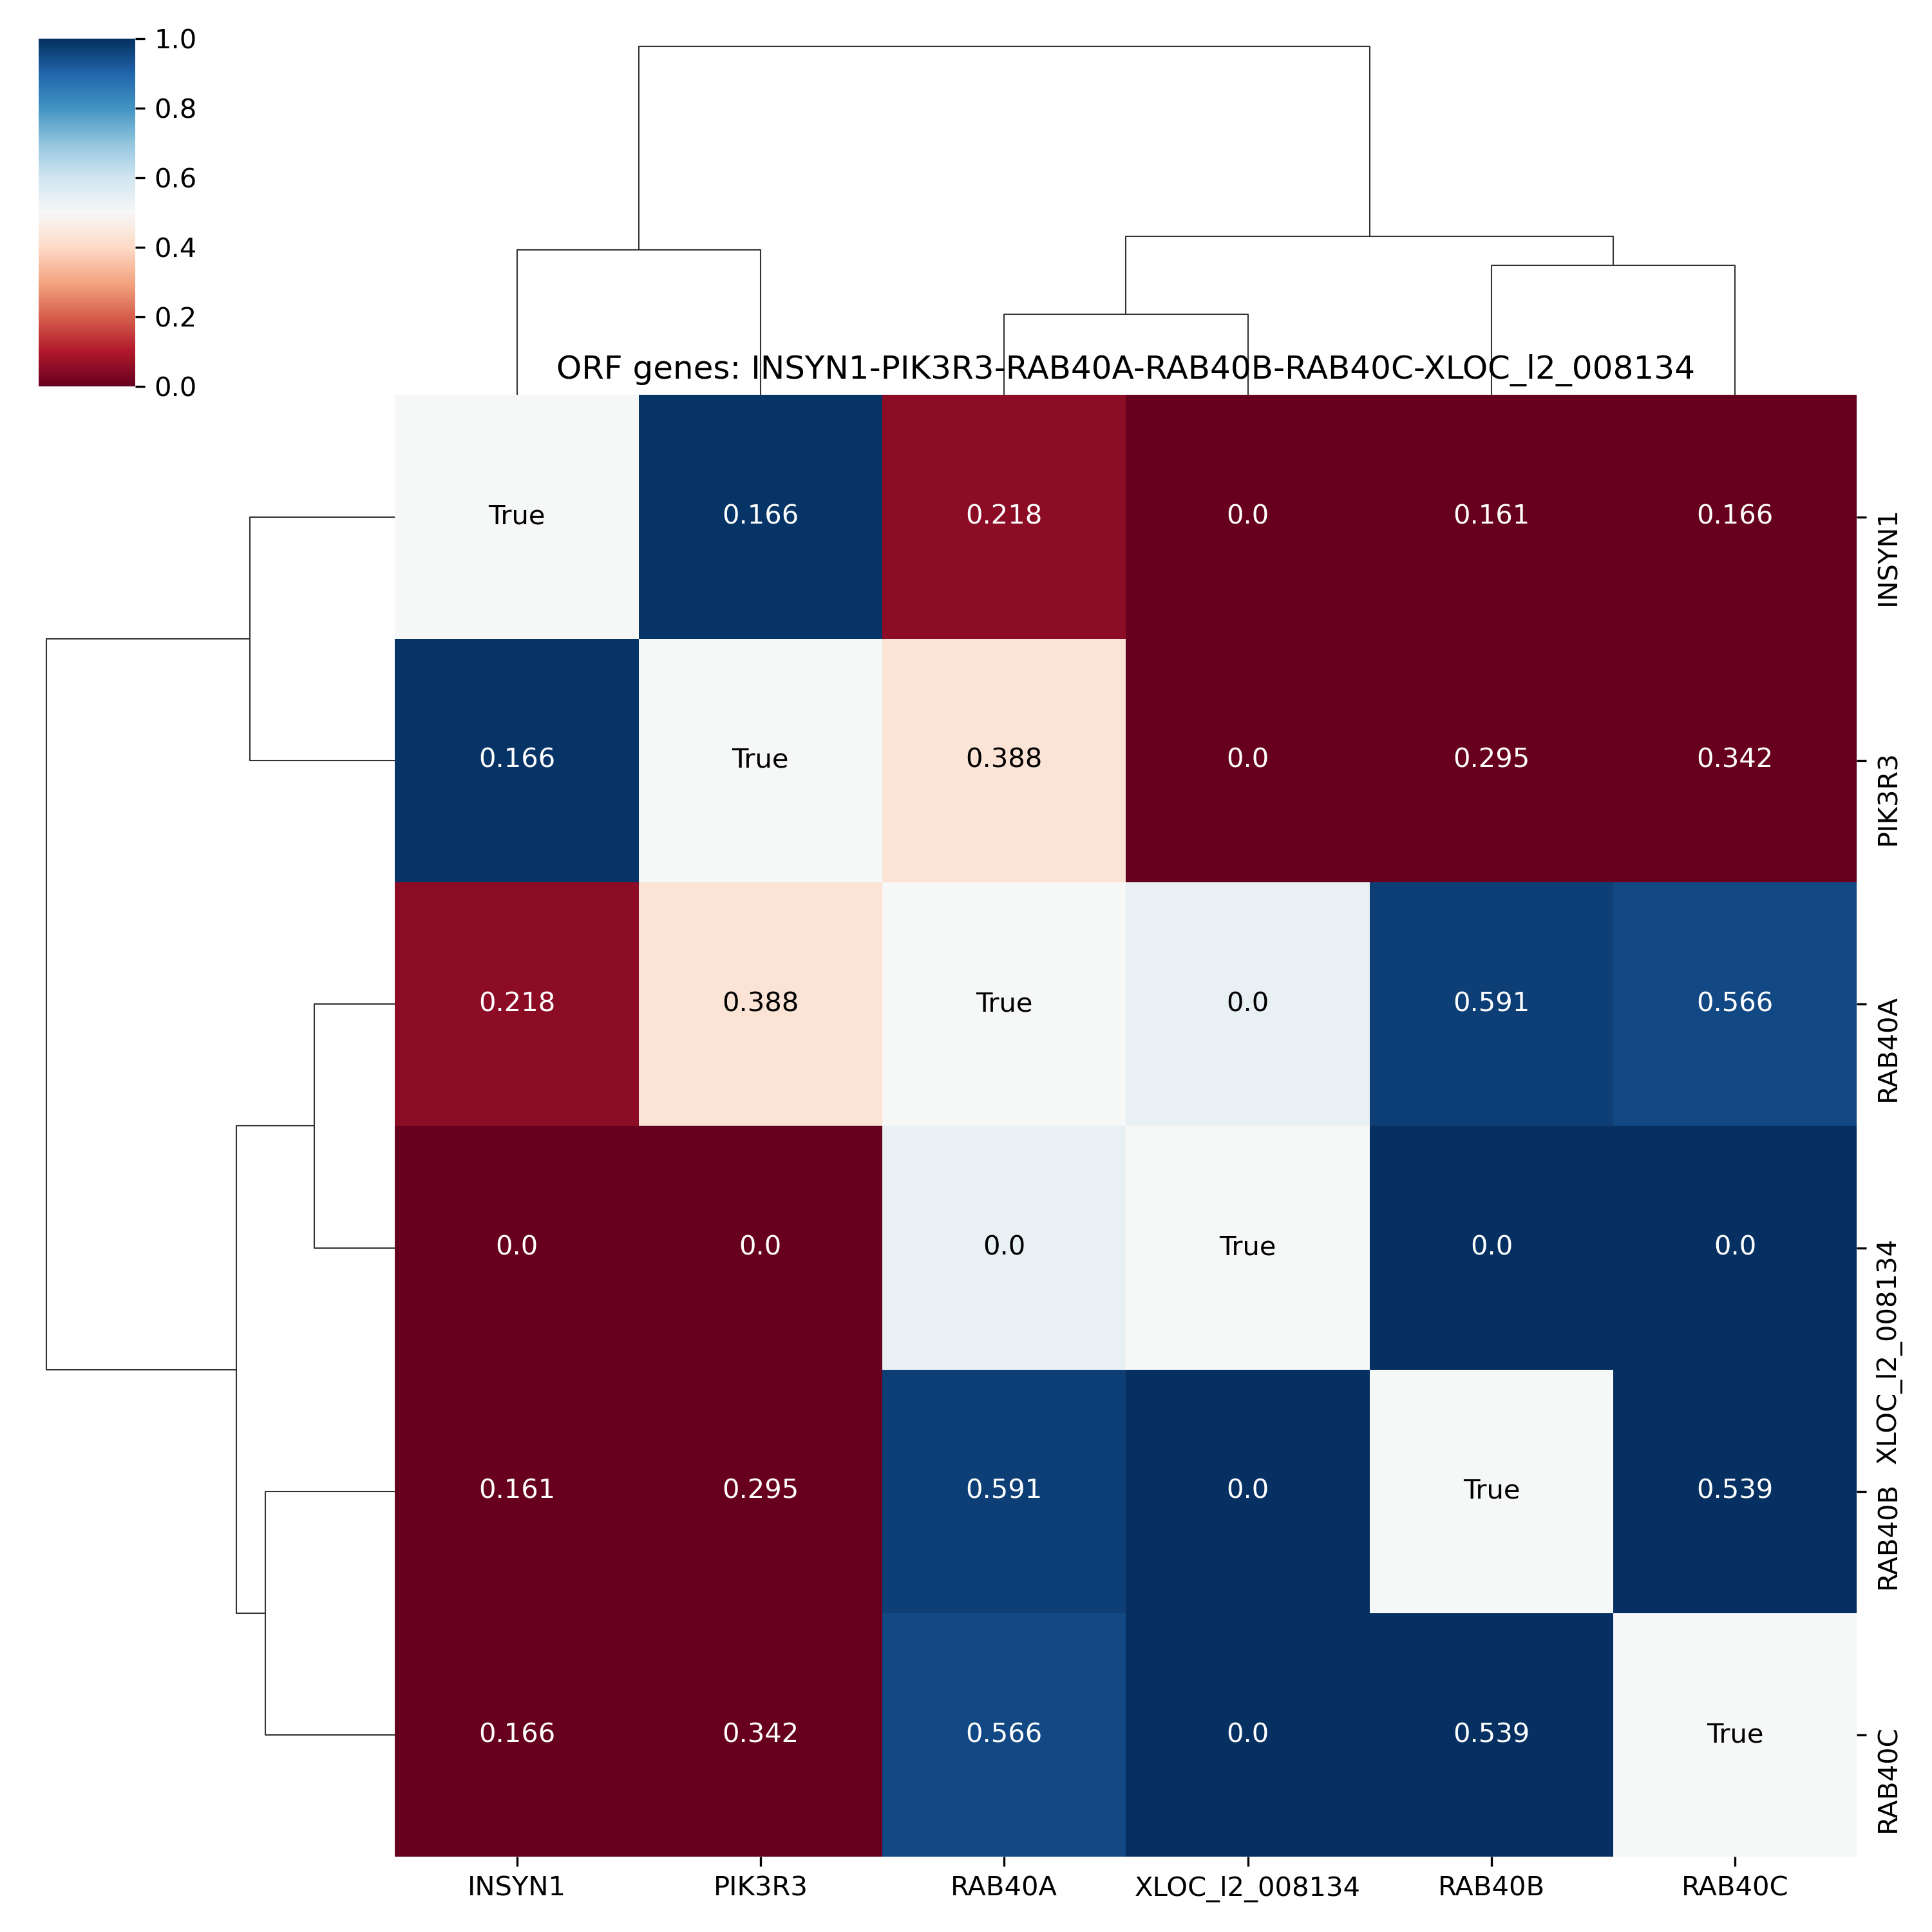 1.0
0.8
0.6
0.4
0.2
0.0
ORF genes: INSYN1-PIK3R3-RAB40A-RAB40B-RAB40C-XLOC_l2_008134
True 0.166 0.218 0.0 0.161 0.166 INSYN1
0.166 True 0.388 0.0 0.295 0.342 PIK3R3
0.218 0.388 True 0.0 0.591 0.566 RAB40A
0.0 0.0 0.0 True 0.0 0.0 XLOC_l2_008134
0.161 0.295 0.591 0.0 True 0.539 RAB40B
0.166 0.342 0.566 0.0 0.539 True RAB40C
INSYN1 PIK3R3 RAB40A XLOC_l2_008134 RAB40B RAB40C